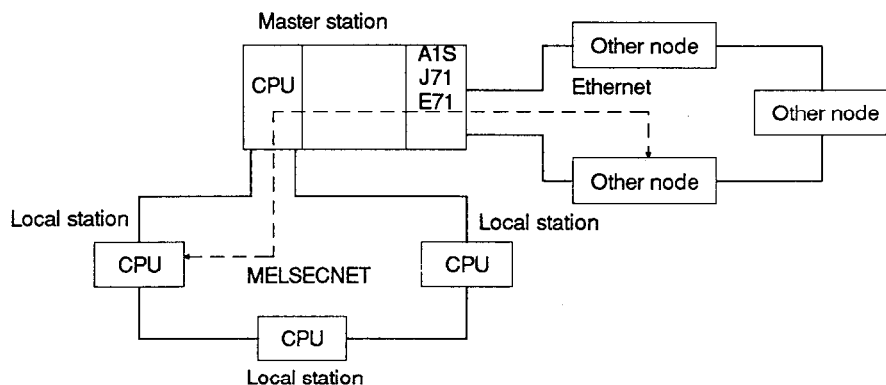 Master station
CPU
A1S
J71
E71
Other node
Ethernet
Other node
Other node
Local station
Local station
CPU
MELSECNET
CPU
CPU
Local station